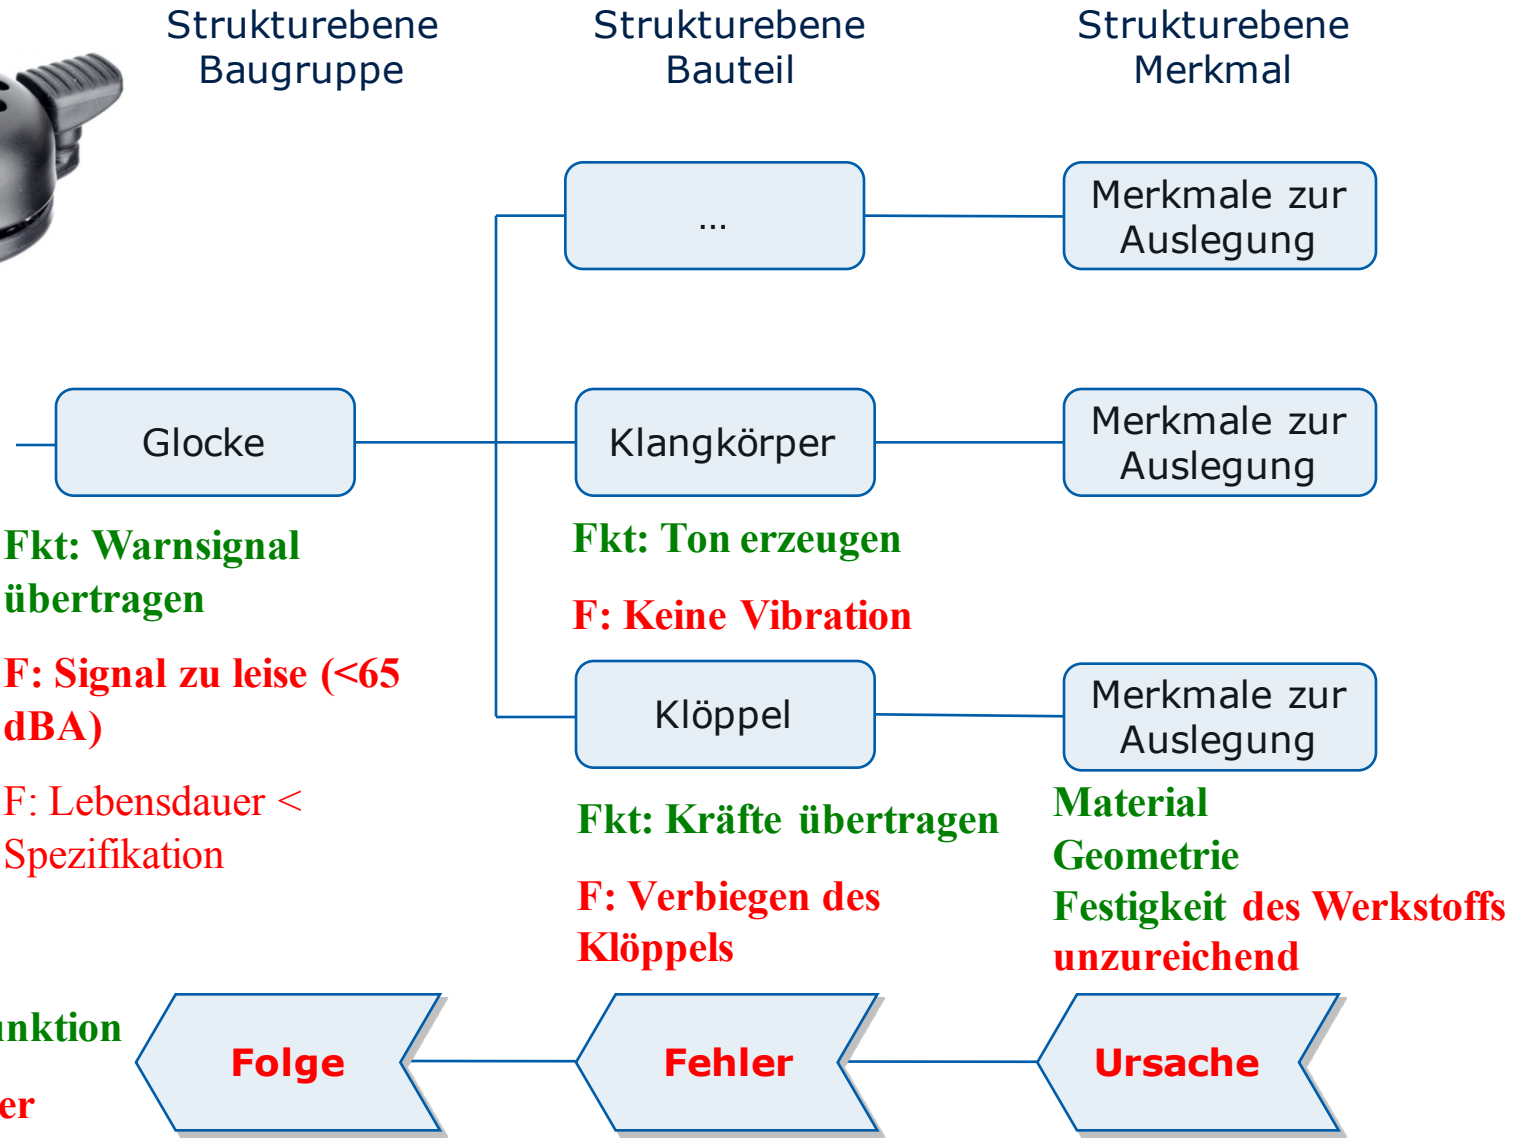 Strukturebene
Baugruppe
Strukturebene
Bauteil
Strukturebene
Merkmal
...
Merkmale zur
Auslegung
Glocke
Klangkörper
Merkmale zur
Auslegung
Fkt: Warnsignal
übertragen
F: Signal zu leise (<65
dBA)
F: Lebensdauer <
Spezifikation
Fkt: Ton erzeugen
F: Keine Vibration
Klöppel
Merkmale zur
Auslegung
Fkt: Kräfte übertragen
F: Verbiegen des
Klöppels
Material
Geometrie
Festigkeit des Werkstoffs
unzureichend
nktion
er
Folge
Fehler
Ursache